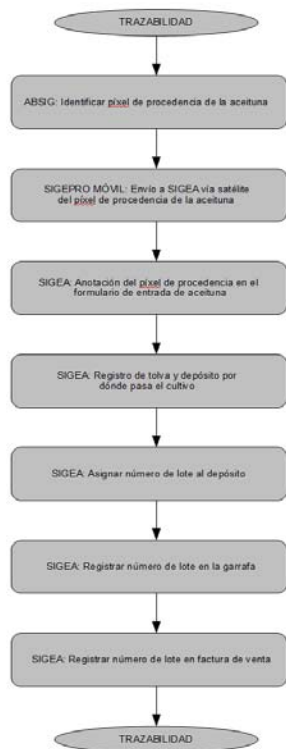 TRAZABILIDAD
ABSIG: Identificar píxel de procedencia de la aceituna
SIGEPRO MÓVIL: Envío a SIGEA vía satélite
del píxel de procedencia de la aceituna
SIGEA: Anotación del píxel de procedencia en el
formulario de entrada de aceituna
SIGEA: Registro de tolva y depósito por
dónde pasa el cultivo
SIGEA: Asignar número de lote al depósito
SIGEA: Registrar número de lote en la garrafa
SIGEA: Registrar número de lote en factura de venta
TRAZABILIDAD